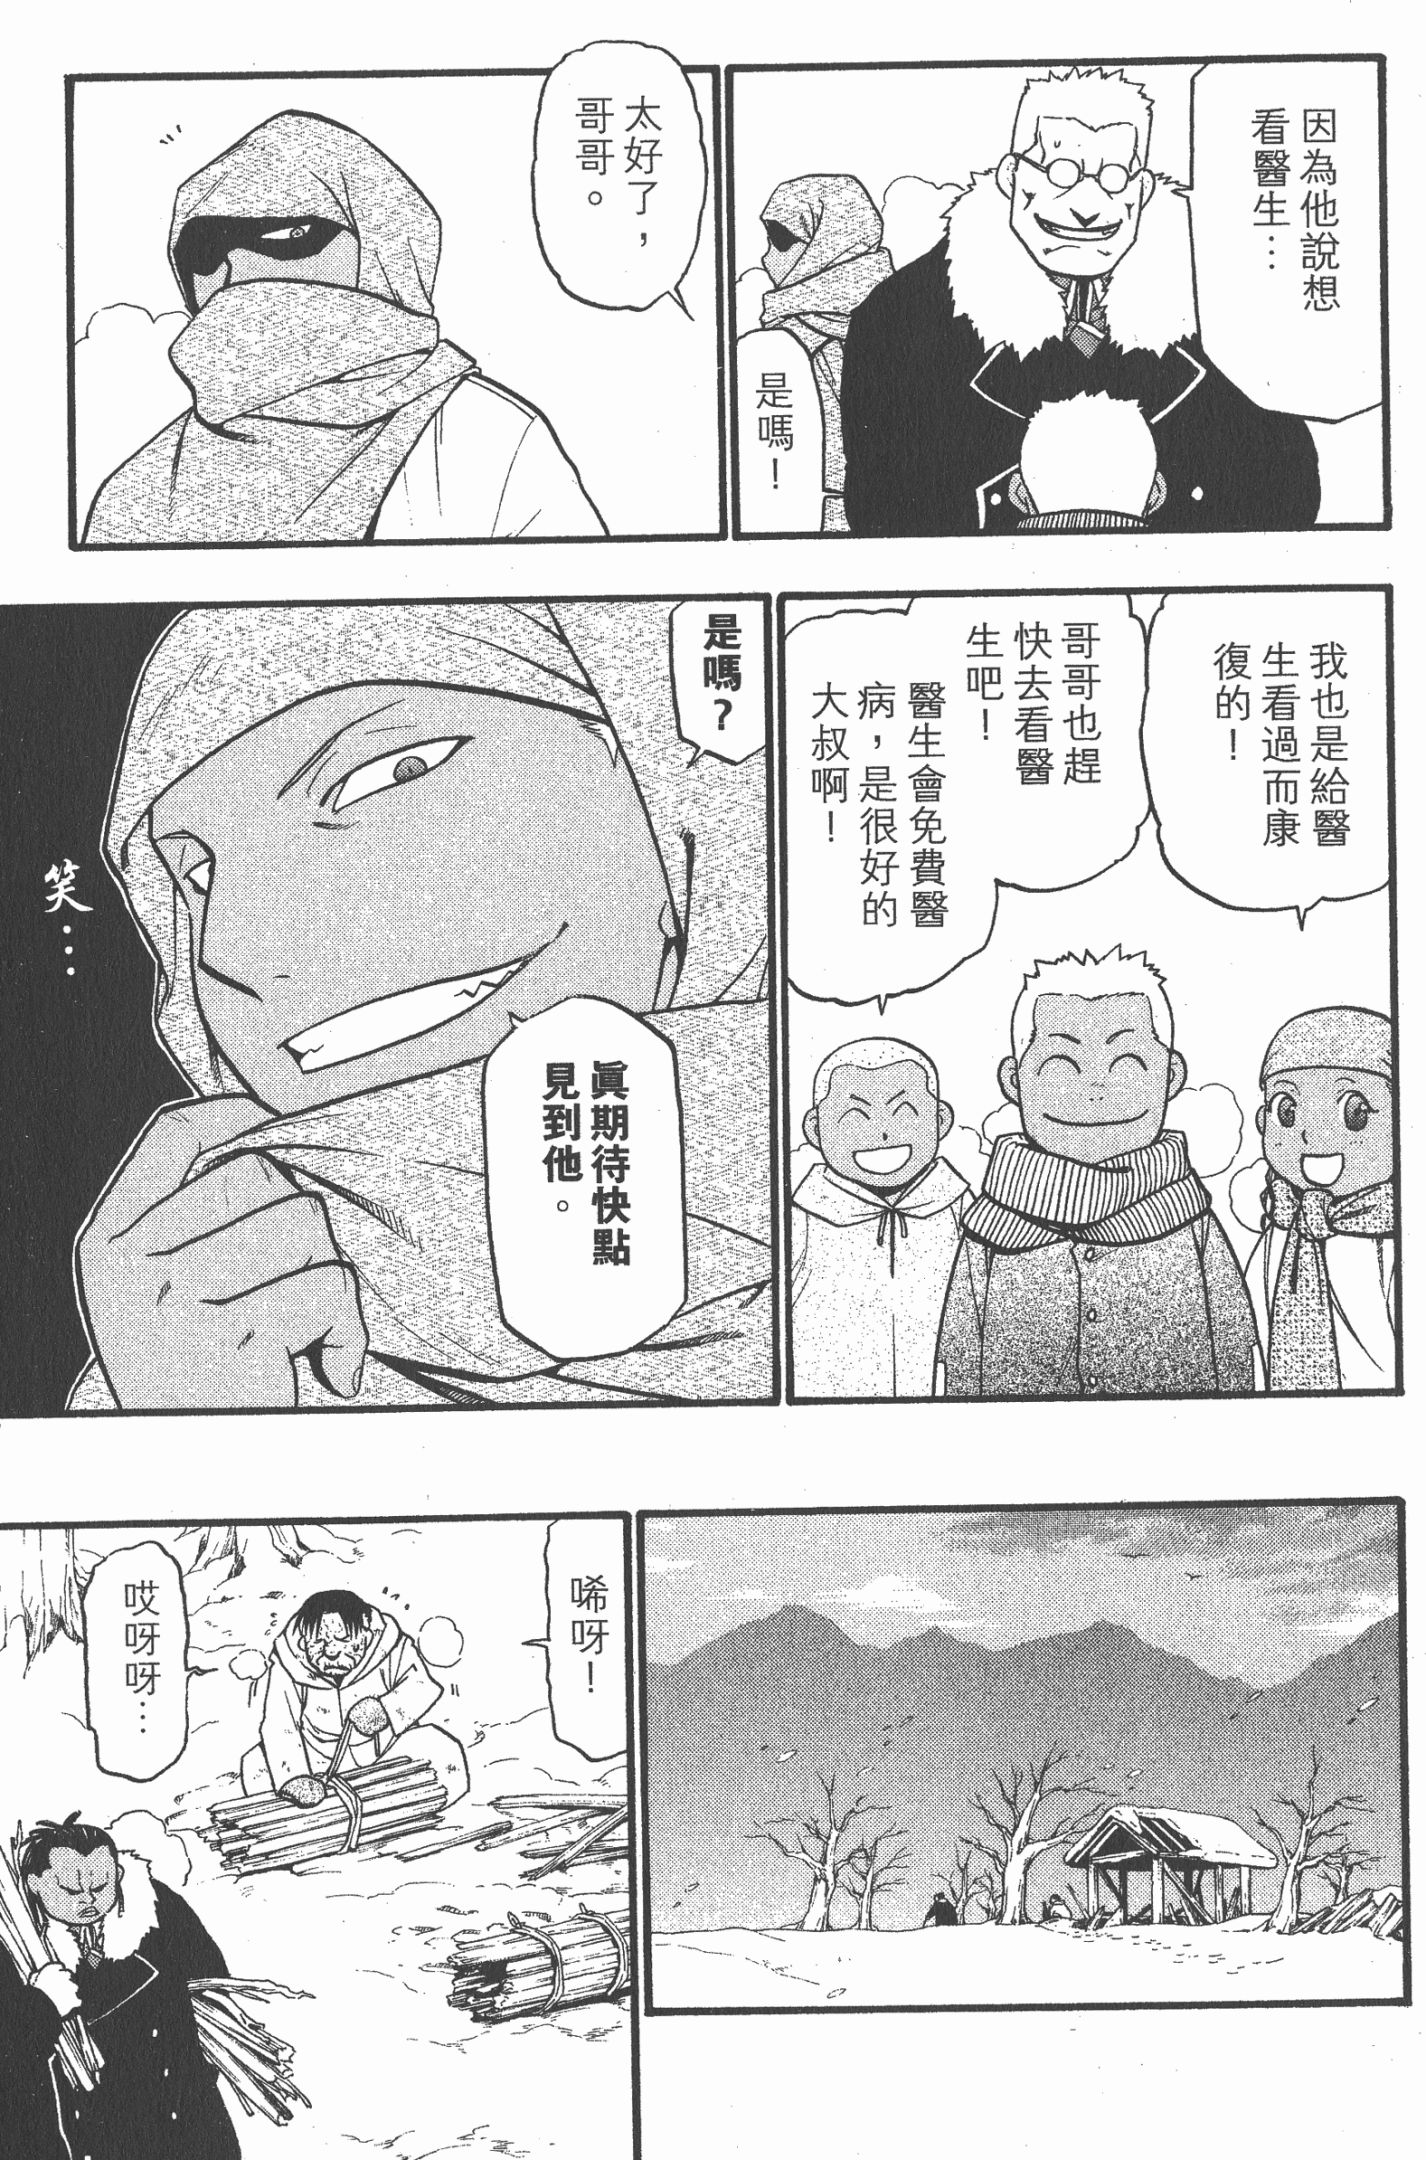 因為他說想
看醫生…
是嗎！
太好了，
哥哥。
我也是給醫
生看過而康
復的！
哥哥也趕
快去看醫
生吧！
醫生會免費醫
病，是很好的
大叔啊！
是嗎？
眞期待快點
見到他。
笑…
唏呀！
哎呀呀…